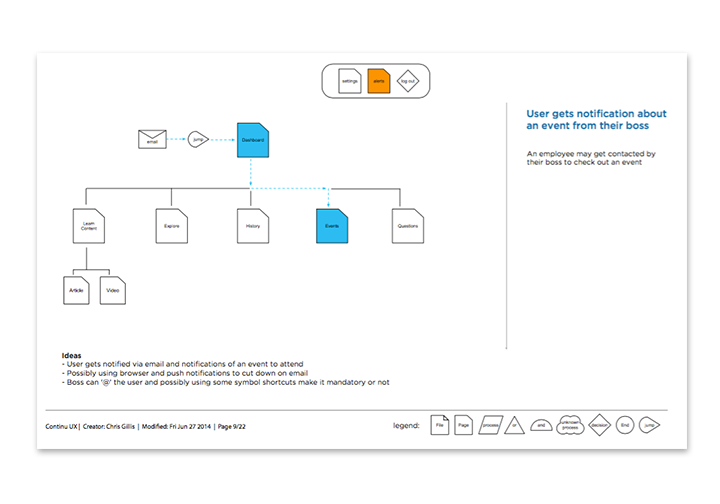 settings
alerts
log out
User gets notification about
an event from their boss
An employee may get contacted by
their boss to check out an event
email
jump
Dashboard
Learn
Content
Explore
History
Events
Questions
Article
Video
Ideas
- User gets notified via email and notifications of an event to attend
- Possibly using browser and push notifications to cut down on email
- Boss can '@' the user and possibly using some symbol shortcuts make it mandatory or not
Continu UX | Creator: Chris Gillis | Modified: Fri Jun 27 2014 | Page 9/22
legend:
File
Page
process
or
and
unknown
process
decision
End
jump